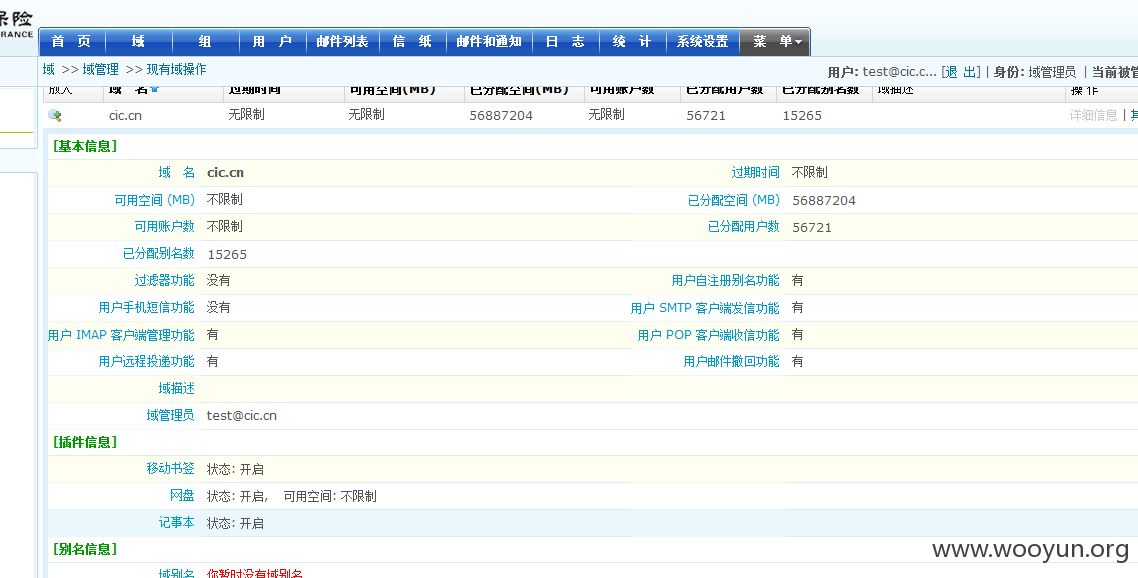 保险
RANCE
首 页 域 组 用 户 邮件列表 信 纸 邮件和通知 日 志 统 计 系统设置 菜 单
域 >> 域管理 >> 现有域操作
用户: test@cic.c... [退 出] | 身份: 域管理员 | 当前被管
放入 域 名 过期时间 可用空间(MB) 已分配空间(MB) 可用账户数 已分配用户数 已分配别名数 域描述 操 作
cic.cn 无限制 无限制 56887204 无限制 56721 15265 详细信息 | 其
[基本信息]
域 名 cic.cn 过期时间 不限制
可用空间 (MB) 不限制 已分配空间 (MB) 56887204
可用账户数 不限制 已分配用户数 56721
已分配别名数 15265
过滤器功能 没有 用户自注册别名功能 有
用户手机短信功能 没有 用户 SMTP 客户端发信功能 有
用户 IMAP 客户端管理功能 有 用户 POP 客户端收信功能 有
用户远程投递功能 有 用户邮件撤回功能 有
域描述
域管理员 test@cic.cn
[插件信息]
移动书签 状态: 开启
网盘 状态: 开启, 可用空间: 不限制
记事本 状态: 开启
[别名信息]
域别名 你暂时没有域别名
www.wooyun.org